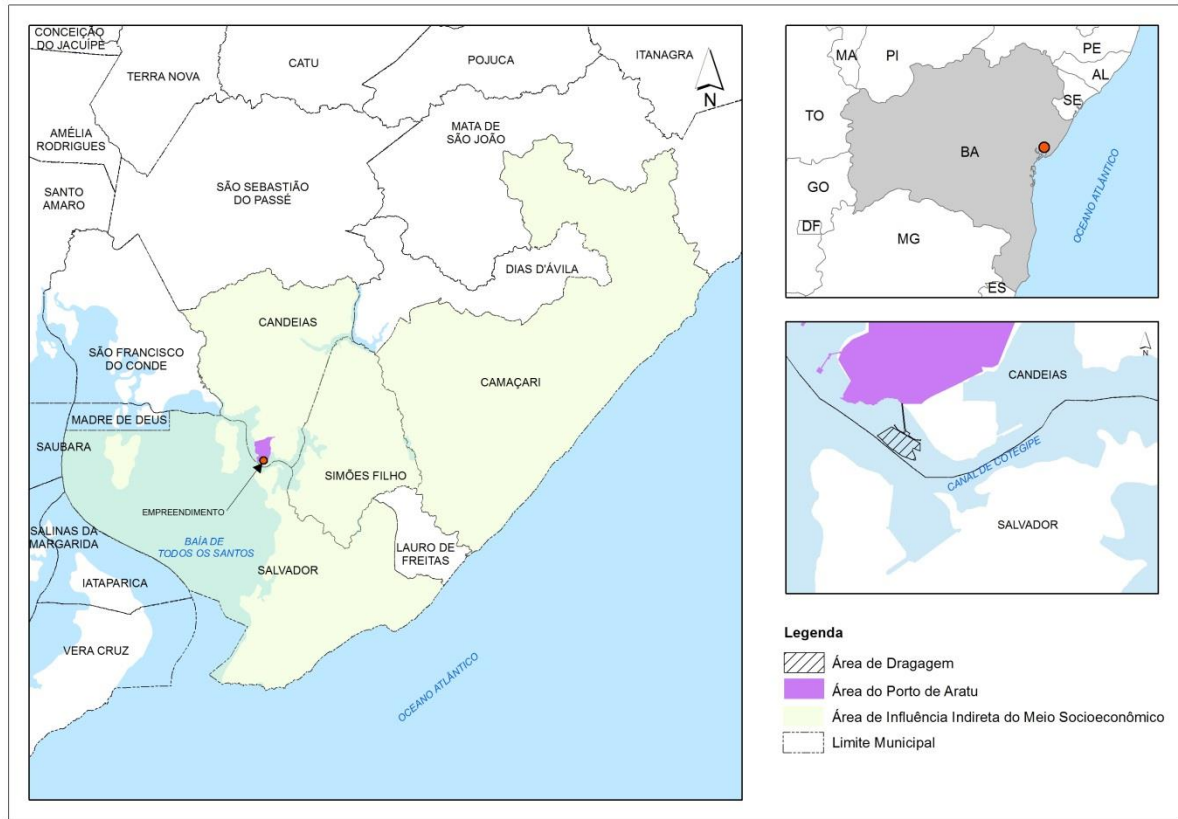 CONCEIÇÃO
DO JACUÍPE
TERRA NOVA
CATU
POJUCA
ITANAGRA
N
AMÉLIA
RODRIGUES
MATA DE
SÃO JOÃO
SANTO
AMARO
SÃO SEBASTIÃO
DO PASSÉ
DIAS D'ÁVILA
CANDEIAS
SÃO FRANCISCO
DO CONDE
CAMAÇARI
MADRE DE DEUS
SAUBARA
SIMÕES FILHO
EMPREENDIMENTO
SALINAS DA
MARGARIDA
BAÍA DE
TODOS OS SANTOS
LAURO DE
FREITAS
SALVADOR
IATAPARICA
VERA CRUZ
OCEANO ATLÂNTICO
MA
PI
PE
AL
SE
TO
BA
GO
DF
MG
ES
OCEANO ATLÂNTICO
N
CANDEIAS
CANAL DE COTEGIPE
SALVADOR
Legenda
Área de Dragagem
Área do Porto de Aratu
Área de Influência Indireta do Meio Socioeconômico
Limite Municipal